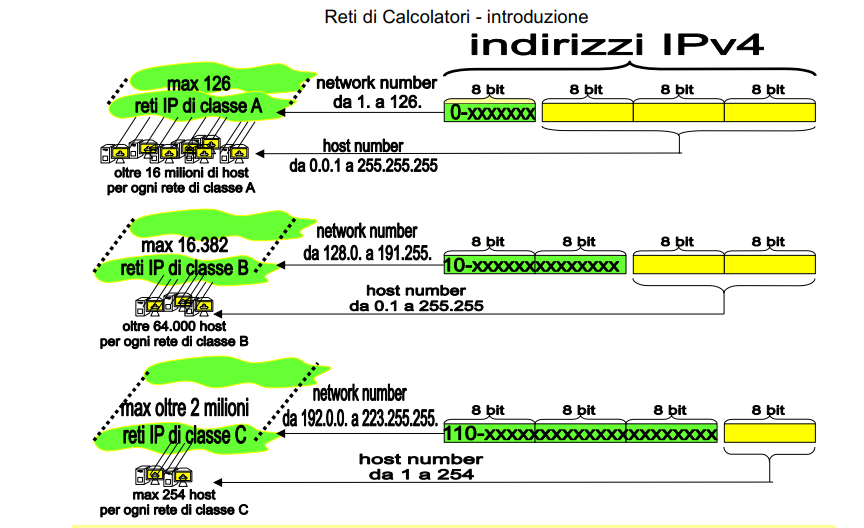 Reti di Calcolatori - introduzione
indirizzi IPv4
max 126
reti IP di classe A
network number
da 1. a 126.
8 bit 8 bit 8 bit 8 bit
0-xxxxxxx
host number
da 0.0.1 a 255.255.255
oltre 16 milioni di host
per ogni rete di classe A
max 16.382
reti IP di classe B
network number
da 128.0. a 191.255.
8 bit 8 bit 8 bit 8 bit
10-xxxxxxxxxxxxxx
host number
da 0.1 a 255.255
oltre 64.000 host
per ogni rete di classe B
max oltre 2 milioni
reti IP di classe C
network number
da 192.0.0. a 223.255.255.
8 bit 8 bit 8 bit 8 bit
110-xxxxxxxxxxxxxxxxxxxxx
host number
da 1 a 254
max 254 host
per ogni rete di classe C